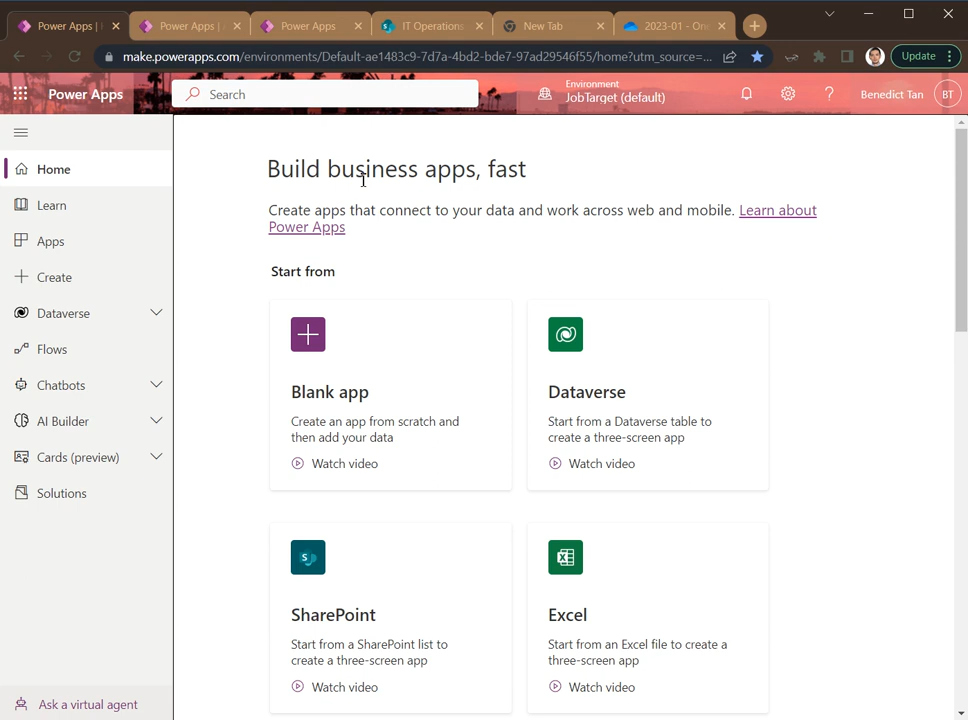 Power Apps |
Power Apps |
Power Apps
IT Operations
New Tab
2023-01 - One
make.powerapps.com/environments/Default-ae1483c9-7d7a-4bd2-bde7-97ad29546f55/home?utm_source=...
Update
Power Apps
Search
Environment
JobTarget (default)
Benedict Tan
BT
Home
Learn
Apps
Create
Dataverse
Flows
Chatbots
AI Builder
Cards (preview)
Solutions
Ask a virtual agent
Build business apps, fast
Create apps that connect to your data and work across web and mobile. Learn about
Power Apps
Start from
Blank app
Create an app from scratch and
then add your data
Watch video
Dataverse
Start from a Dataverse table to
create a three-screen app
Watch video
SharePoint
Start from a SharePoint list to
create a three-screen app
Watch video
Excel
Start from an Excel file to create a
three-screen app
Watch video